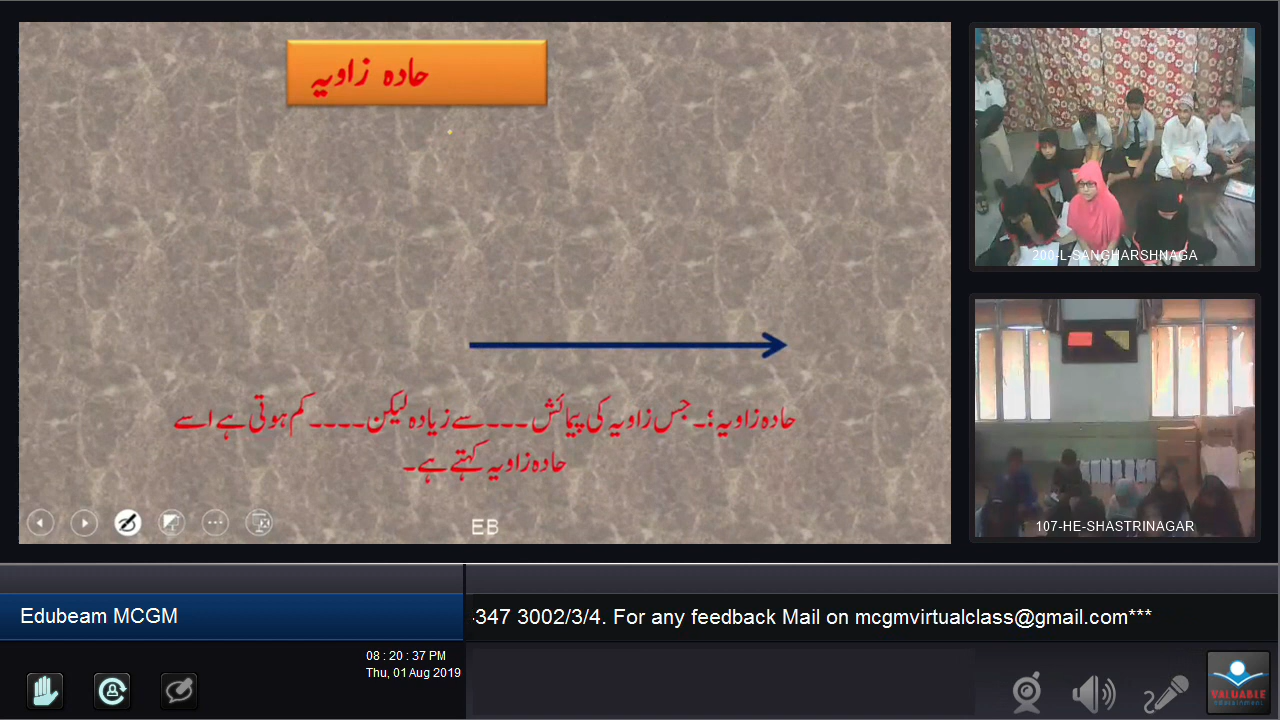 حادہ زاویہ
حادہ زاویہ؛۔ جس زاویہ کی پیمائش ۔۔۔ سے زیادہ لیکن ۔۔۔۔ کم ہوتی ہے اسے
حادہ زاویہ کہتے ہے۔
EB
200-L-SANGHARSHNAGA
107-HE-SHASTRINAGAR
Edubeam MCGM
347 3002/3/4. For any feedback Mail on mcgmvirtualclass@gmail.com***
08 : 20 : 37 PM
Thu, 01 Aug 2019
VALUABLE